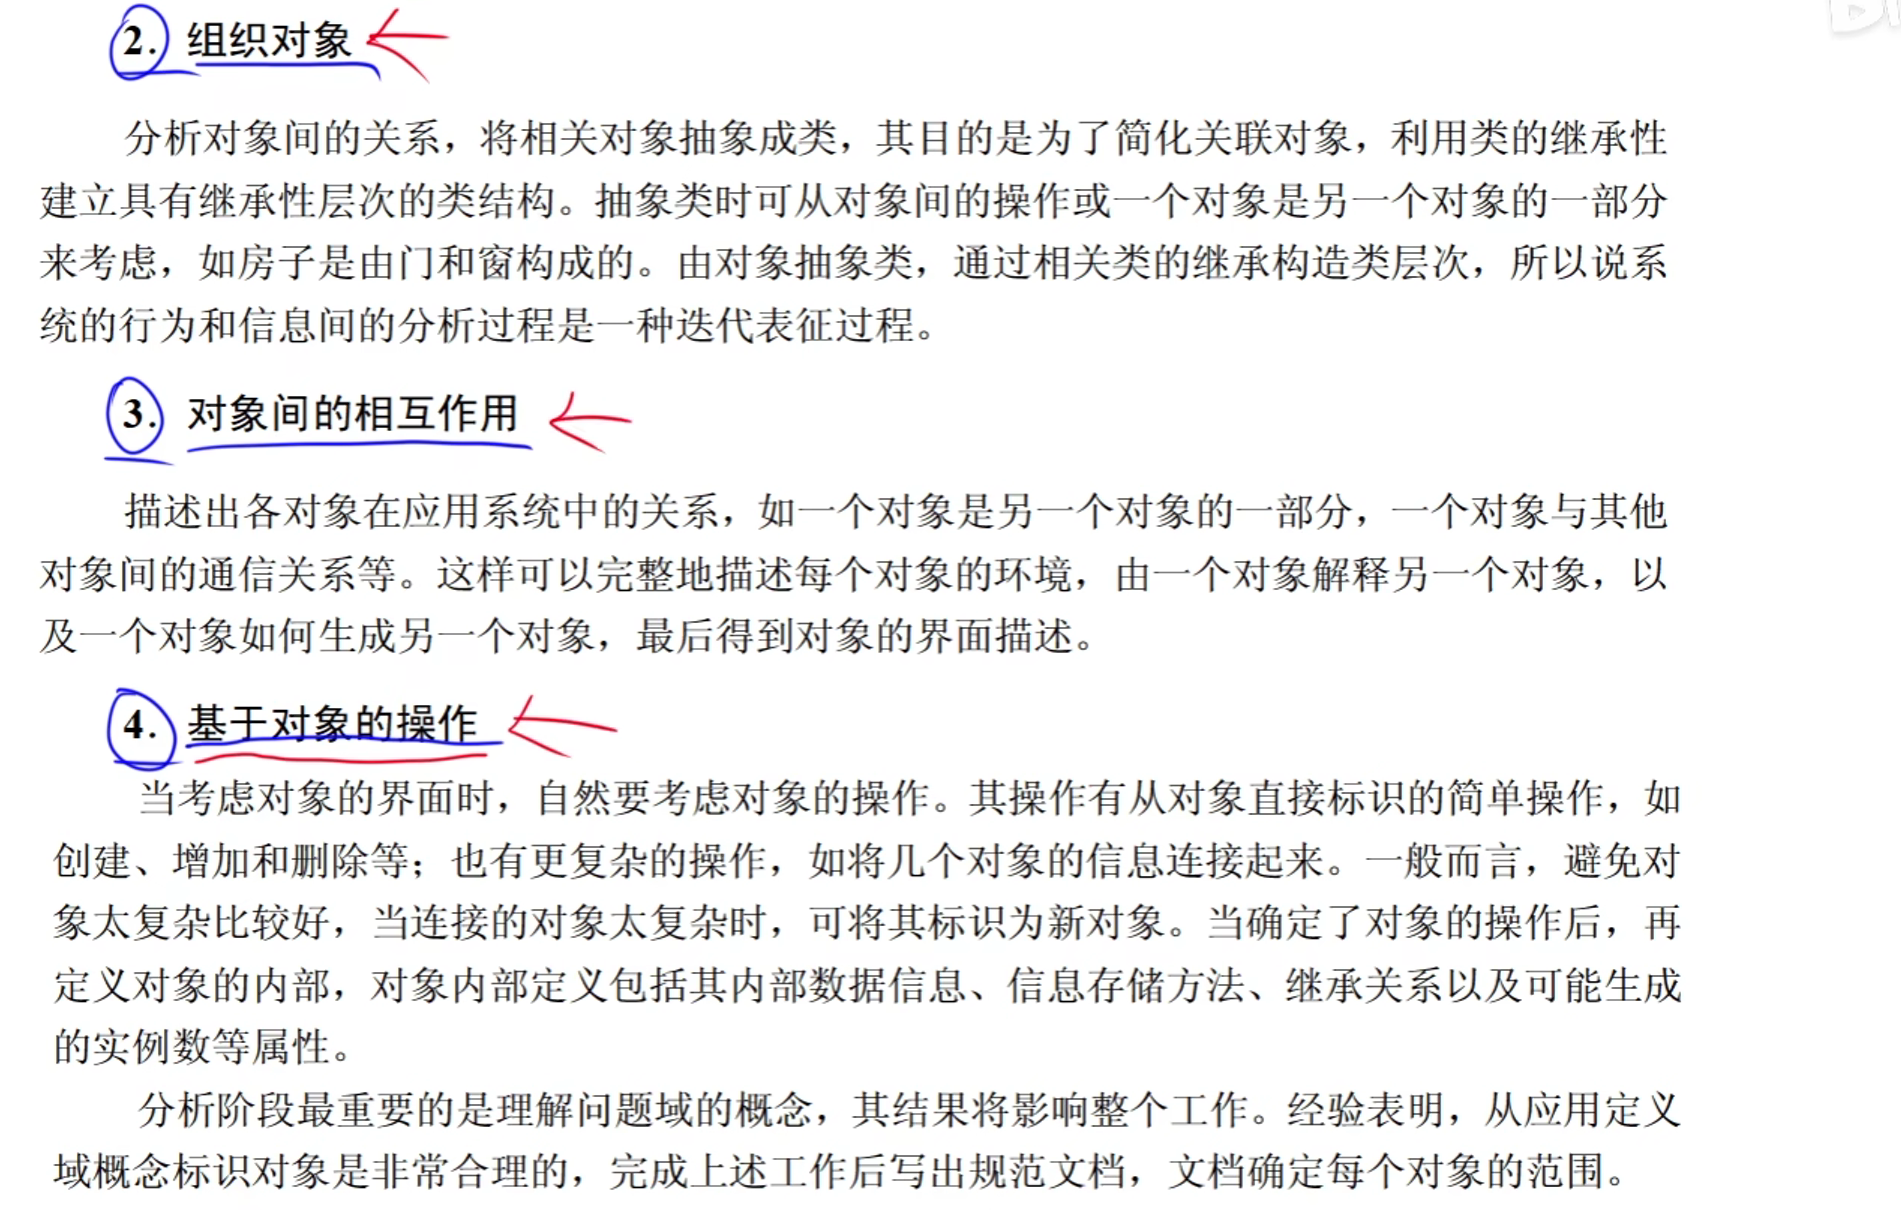 2. 组织对象
分析对象间的关系，将相关对象抽象成类，其目的是为了简化关联对象，利用类的继承性
建立具有继承性层次的类结构。抽象类时可从对象间的操作或一个对象是另一个对象的一部分
来考虑，如房子是由门和窗构成的。由对象抽象类，通过相关类的继承构造类层次，所以说系
统的行为和信息间的分析过程是一种迭代表征过程。
3. 对象间的相互作用
描述出各对象在应用系统中的关系，如一个对象是另一个对象的一部分，一个对象与其他
对象间的通信关系等。这样可以完整地描述每个对象的环境，由一个对象解释另一个对象，以
及一个对象如何生成另一个对象，最后得到对象的界面描述。
4. 基于对象的操作
当考虑对象的界面时，自然要考虑对象的操作。其操作有从对象直接标识的简单操作，如
创建、增加和删除等；也有更复杂的操作，如将几个对象的信息连接起来。一般而言，避免对
象太复杂比较好，当连接的对象太复杂时，可将其标识为新对象。当确定了对象的操作后，再
定义对象的内部，对象内部定义包括其内部数据信息、信息存储方法、继承关系以及可能生成
的实例数等属性。
分析阶段最重要的是理解问题域的概念，其结果将影响整个工作。经验表明，从应用定义
域概念标识对象是非常合理的，完成上述工作后写出规范文档，文档确定每个对象的范围。